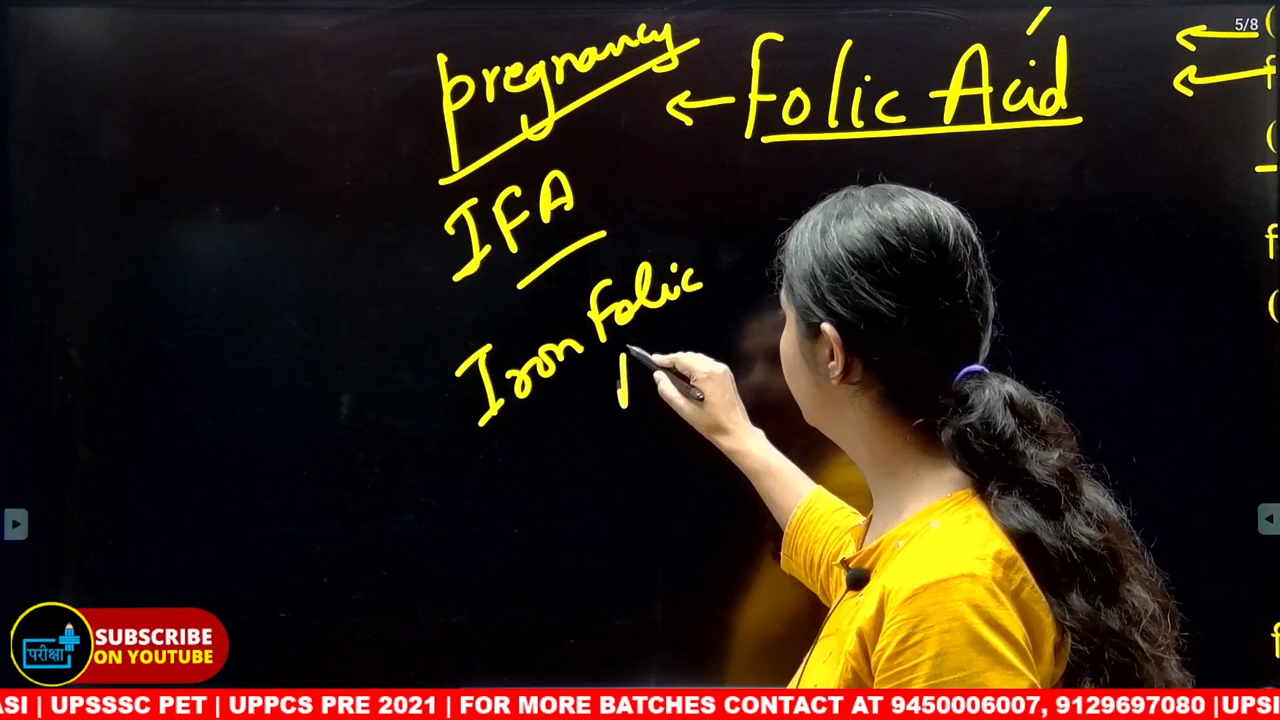 5/8
pregnancy ← Folic Acid
IFA
Iron Folic
परीक्षा
SUBSCRIBE
ON YOUTUBE
ASI | UPSSSC PET | UPPCS PRE 2021 | FOR MORE BATCHES CONTACT AT 9450006007, 9129697080 |UPSI